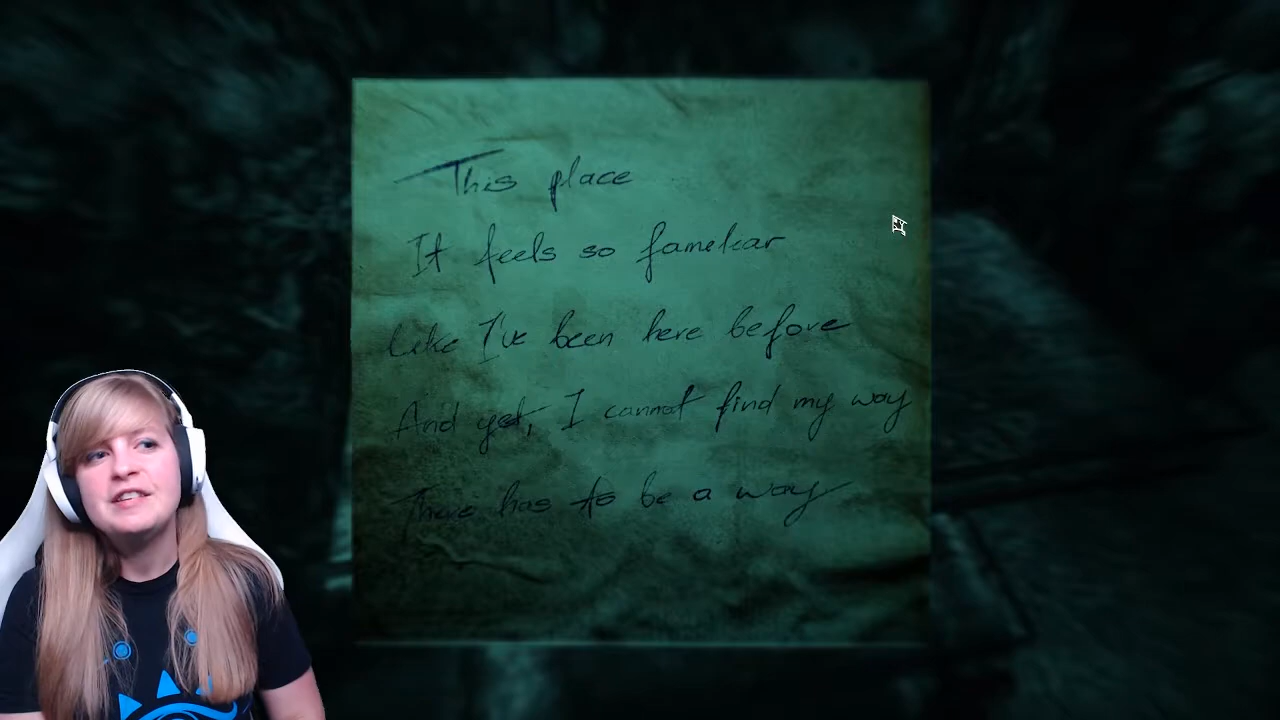 This place
It feels so fameliar
like I've been here before
And yet, I cannot find my way
There has to be a way